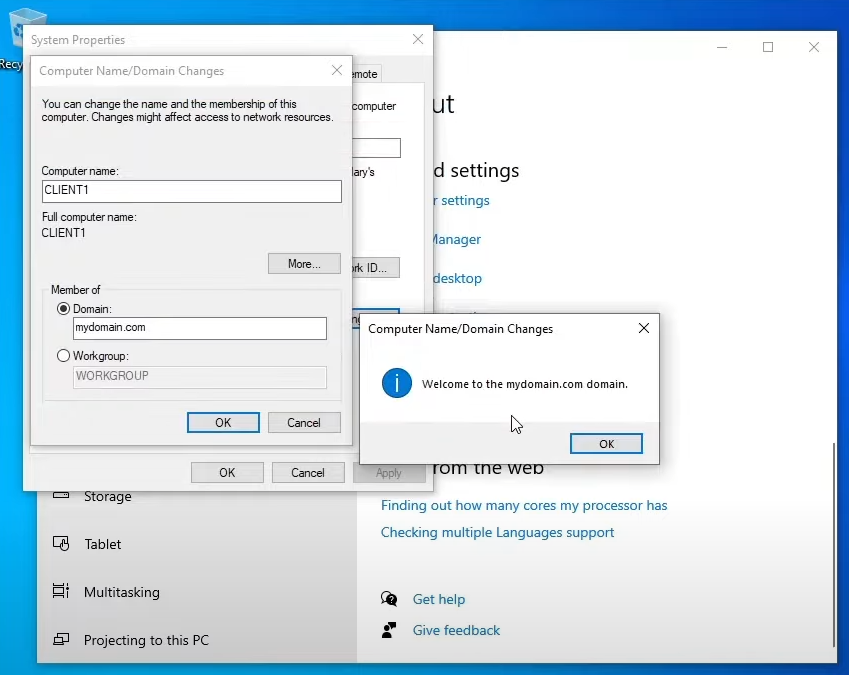 Recy
System Properties
Computer Name/Domain Changes
You can change the name and the membership of this
computer. Changes might affect access to network resources.
Computer name:
CLIENT1
Full computer name:
CLIENT1
More...
Member of
Domain:
mydomain.com
Workgroup:
WORKGROUP
OK
Cancel
emote
computer
ary's
rk ID...
OK
Cancel
Apply
ut
d settings
r settings
Manager
desktop
Computer Name/Domain Changes
Welcome to the mydomain.com domain.
OK
rom the web
Finding out how many cores my processor has
Checking multiple Languages support
Get help
Give feedback
Storage
Tablet
Multitasking
Projecting to this PC